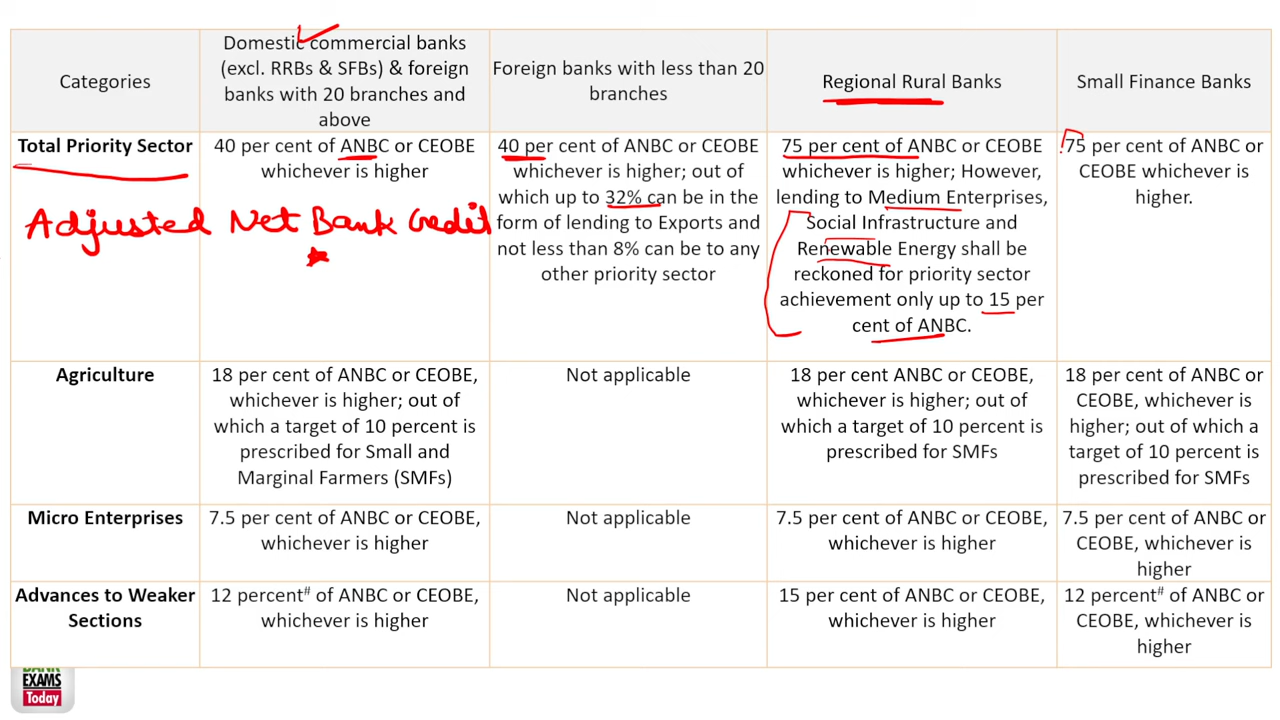 Categories
Domestic commercial banks
(excl. RRBs & SFBs) & foreign
banks with 20 branches and
above
Foreign banks with less than 20
branches
Regional Rural Banks
Small Finance Banks
Total Priority Sector
40 per cent of ANBC or CEOBE
whichever is higher
40 per cent of ANBC or CEOBE
whichever is higher; out of
which up to 32% can be in the
form of lending to Exports and
not less than 8% can be to any
other priority sector
75 per cent of ANBC or CEOBE
whichever is higher; However,
lending to Medium Enterprises,
Social Infrastructure and
Renewable Energy shall be
reckoned for priority sector
achievement only up to 15 per
cent of ANBC.
75 per cent of ANBC or
CEOBE whichever is
higher.
Adjusted Net Bank Credit
Agriculture
18 per cent of ANBC or CEOBE,
whichever is higher; out of
which a target of 10 percent is
prescribed for Small and
Marginal Farmers (SMFs)
Not applicable
18 per cent ANBC or CEOBE,
whichever is higher; out of
which a target of 10 percent is
prescribed for SMFs
18 per cent of ANBC or
CEOBE, whichever is
higher; out of which a
target of 10 percent is
prescribed for SMFs
Micro Enterprises
7.5 per cent of ANBC or CEOBE,
whichever is higher
Not applicable
7.5 per cent of ANBC or CEOBE,
whichever is higher
7.5 per cent of ANBC or
CEOBE, whichever is
higher
Advances to Weaker
Sections
12 percent# of ANBC or CEOBE,
whichever is higher
Not applicable
15 per cent of ANBC or CEOBE,
whichever is higher
12 percent# of ANBC or
CEOBE, whichever is
higher
BANK
EXAMS
Today